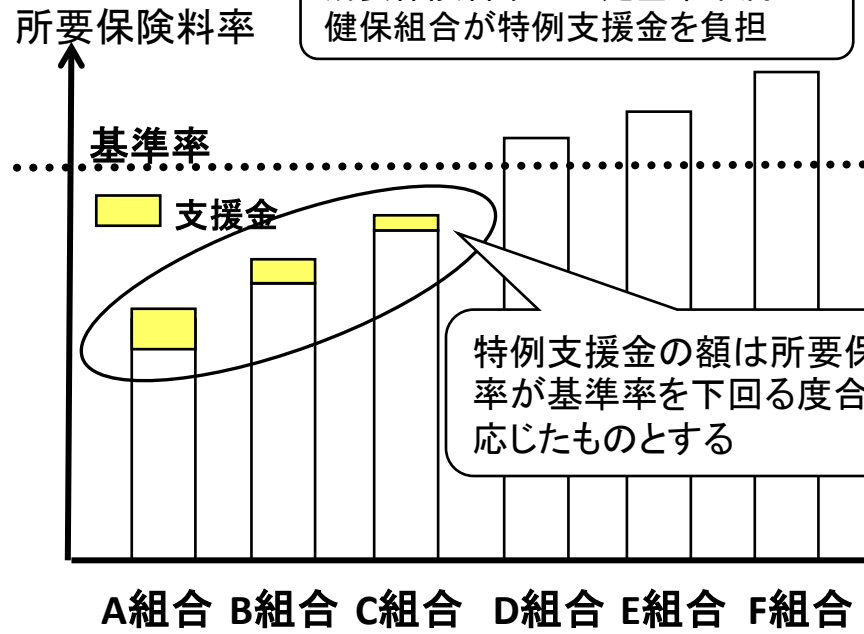 所要保険料率
健保組合が特例支援金を負担
基準率
支援金
特例支援金の額は所要保
率が基準率を下回る度合
応じたものとする
A組合 B組合 C組合 D組合 E組合 F組合